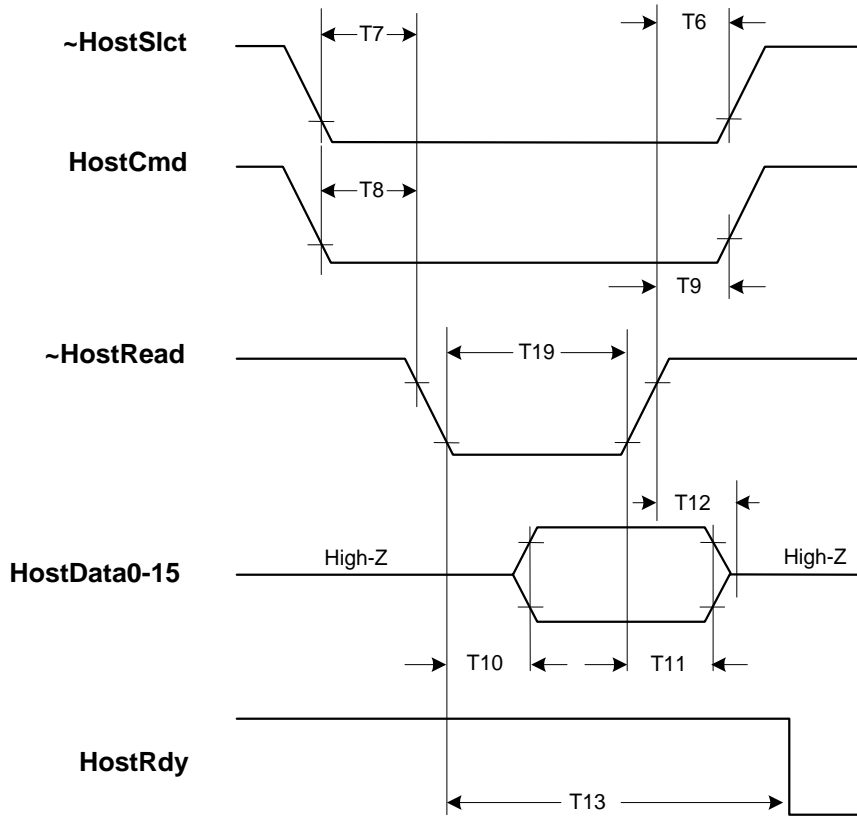 ~HostSlct
T7
T6
HostCmd
T8
T9
~HostRead
T19
T12
HostData0-15
High-Z
High-Z
T10
T11
HostRdy
T13